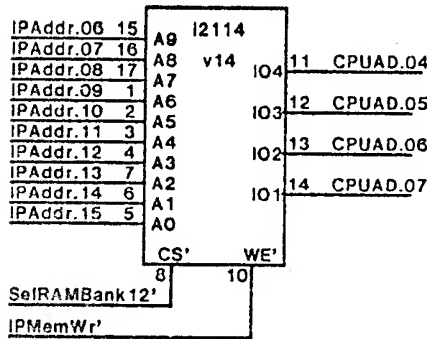 IPAddr.06 15 A9 I2114
IPAddr.07 16 A8 v14
IPAddr.08 17 A7 IO4 11 CPUAD.04
IPAddr.09 1 A6
IPAddr.10 2 A5 IO3 12 CPUAD.05
IPAddr.11 3 A4
IPAddr.12 4 A3 IO2 13 CPUAD.06
IPAddr.13 7 A2
IPAddr.14 6 A1 IO1 14 CPUAD.07
IPAddr.15 5 A0
CS' WE'
8 10
SelRAMBank12'
IPMemWr'